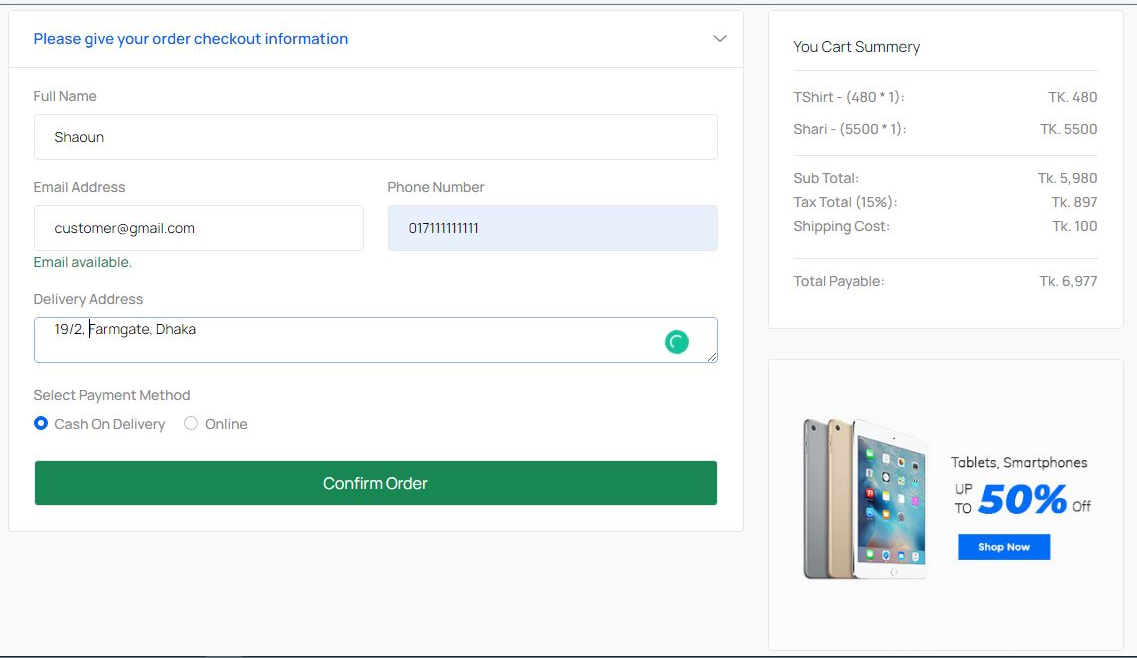 Please give your order checkout information
Full Name
Shaoun
Email Address
Phone Number
customer@gmail.com
017111111111
Email available.
Delivery Address
19/2, Farmgate, Dhaka
Select Payment Method
Cash On Delivery
Online
Confirm Order
You Cart Summery
TShirt - (480 * 1): TK. 480
Shari - (5500 * 1): TK. 5500
Sub Total: Tk. 5,980
Tax Total (15%): Tk. 897
Shipping Cost: Tk. 100
Total Payable: Tk. 6,977
Tablets, Smartphones
UP TO 50% Off
Shop Now